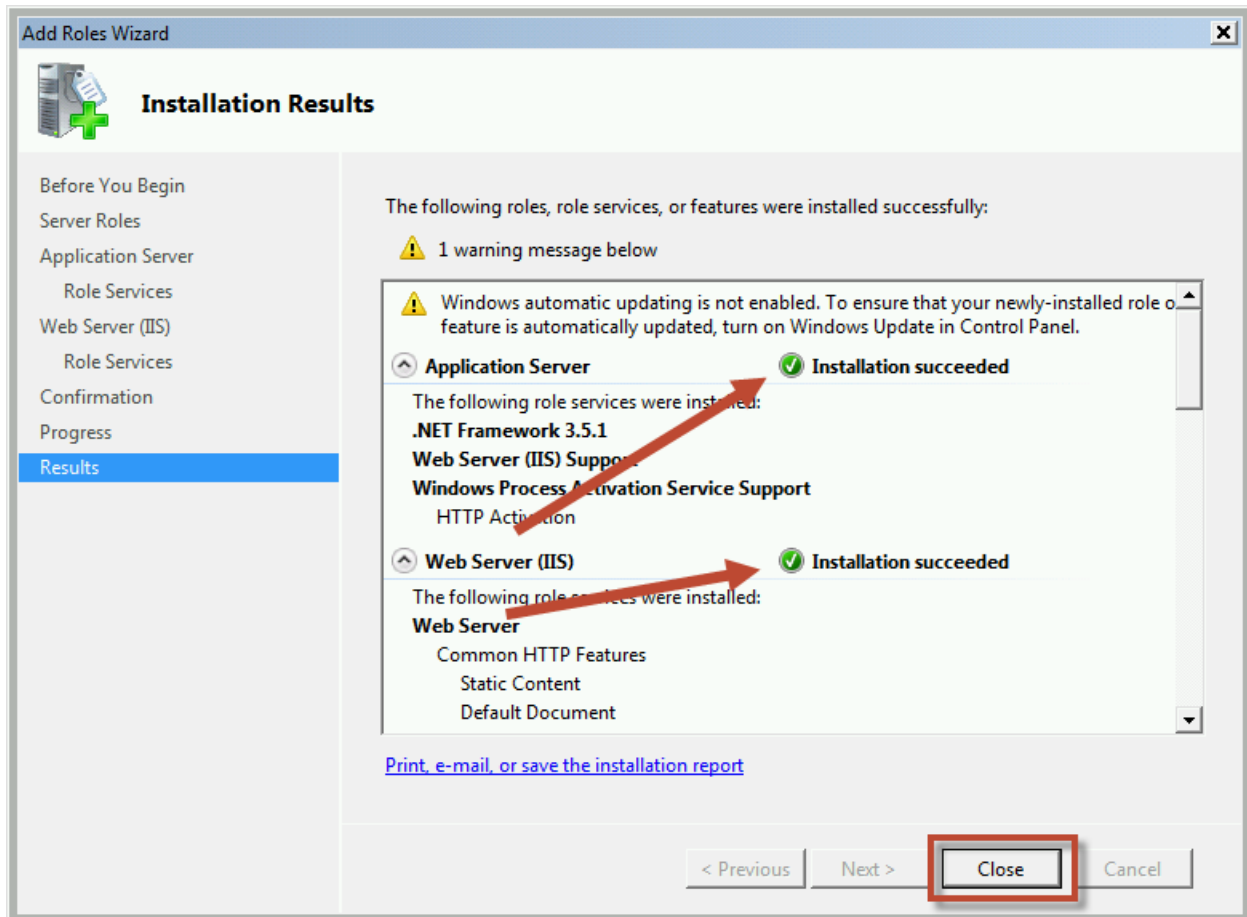 Add Roles Wizard
Installation Results
Before You Begin
Server Roles
Application Server
Role Services
Web Server (IIS)
Role Services
Confirmation
Progress
Results
The following roles, role services, or features were installed successfully:
1 warning message below
Windows automatic updating is not enabled. To ensure that your newly-installed role o
feature is automatically updated, turn on Windows Update in Control Panel.
Application Server Installation succeeded
The following role services were installed:
.NET Framework 3.5.1
Web Server (IIS) Support
Windows Process Activation Service Support
HTTP Activation
Web Server (IIS) Installation succeeded
The following role services were installed:
Web Server
Common HTTP Features
Static Content
Default Document
Print, e-mail, or save the installation report
< Previous Next > Close Cancel